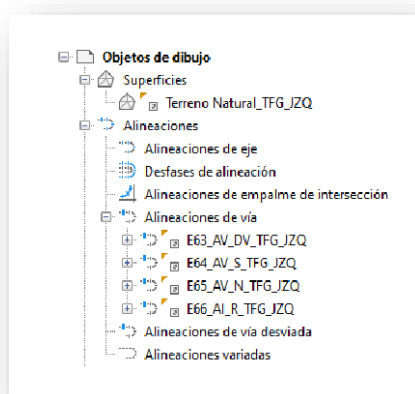 Objetos de dibujo
Superficies
Terreno Natural_TFG_JZQ
Alineaciones
Alineaciones de eje
Desfases de alineación
Alineaciones de empalme de intersección
Alineaciones de vía
E63_AV_DV_TFG_JZQ
E64_AV_S_TFG_JZQ
E65_AV_N_TFG_JZQ
E66_AI_R_TFG_JZQ
Alineaciones de vía desviada
Alineaciones variadas